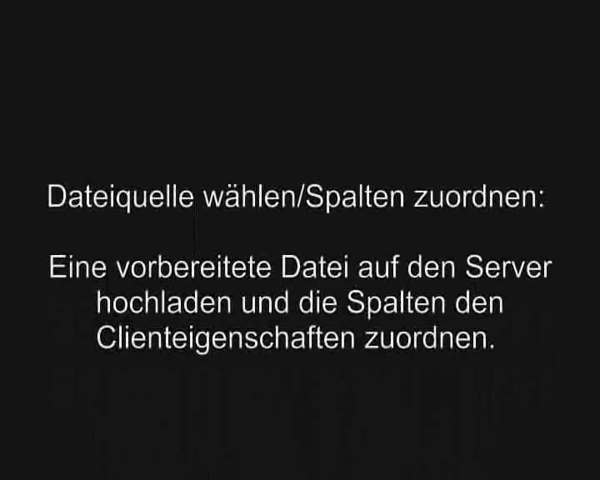 Dateiquelle wählen/Spalten zuordnen:
Eine vorbereitete Datei auf den Server
hochladen und die Spalten den
Clienteigenschaften zuordnen.